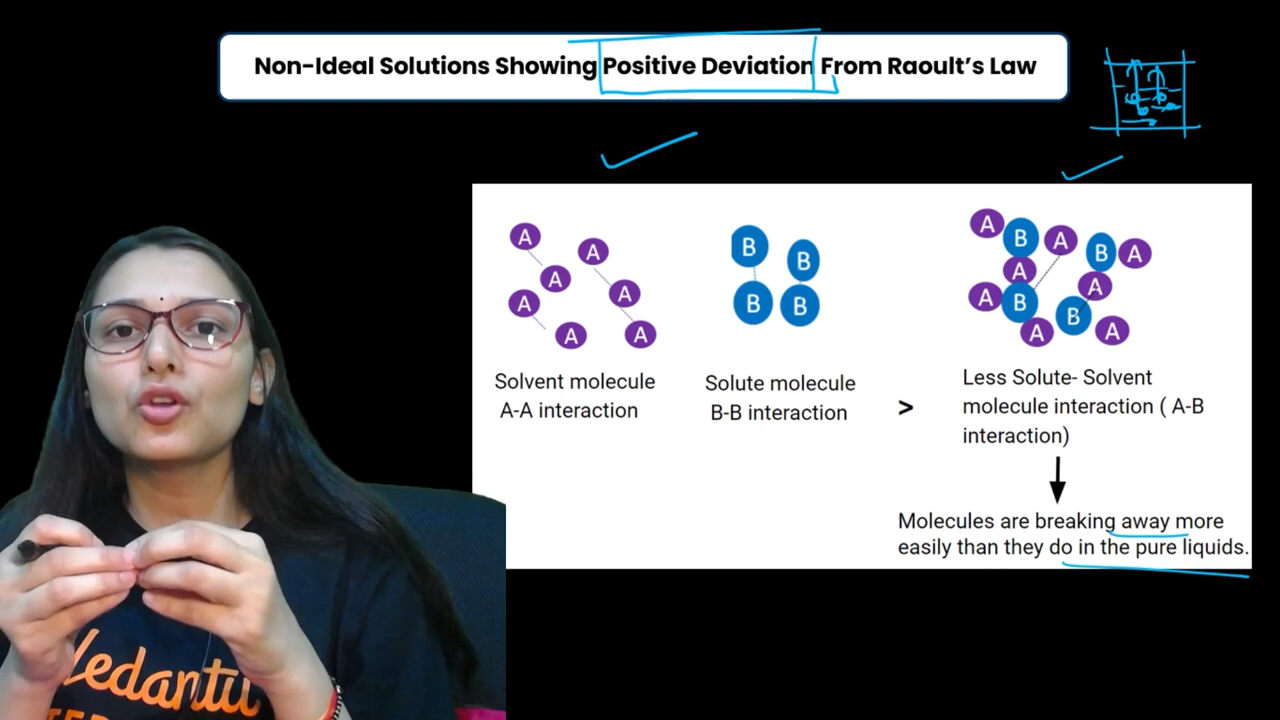 Non-Ideal Solutions Showing Positive Deviation From Raoult's Law
A
A
A
A
A
A
A
B
B
B
B
A
B
A
B
A
A
A
A
B
B
A
A
Solvent molecule
A-A interaction
Solute molecule
B-B interaction
>
Less Solute- Solvent
molecule interaction ( A-B
interaction)
Molecules are breaking away more
easily than they do in the pure liquids.
Vedantu